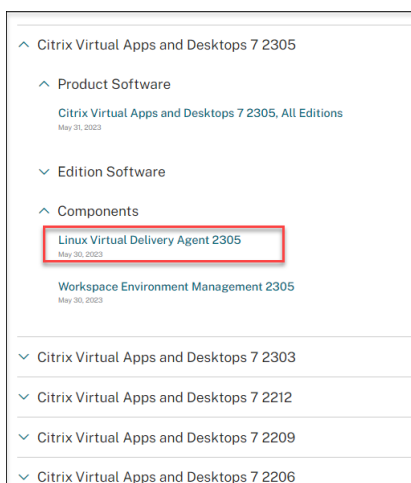 Citrix Virtual Apps and Desktops 7 2305
Product Software
Citrix Virtual Apps and Desktops 7 2305, All Editions
May 31, 2023
Edition Software
Components
Linux Virtual Delivery Agent 2305
May 30, 2023
Workspace Environment Management 2305
May 30, 2023
Citrix Virtual Apps and Desktops 7 2303
Citrix Virtual Apps and Desktops 7 2212
Citrix Virtual Apps and Desktops 7 2209
Citrix Virtual Apps and Desktops 7 2206